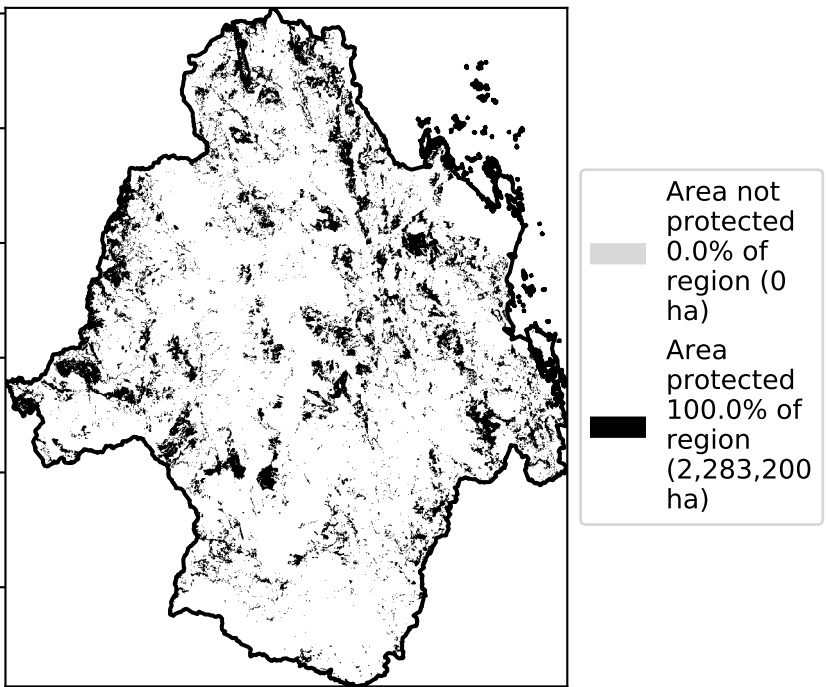 Area not
protected
0.0% of
region (0
ha)
Area
protected
100.0% of
region
(2,283,200
ha)